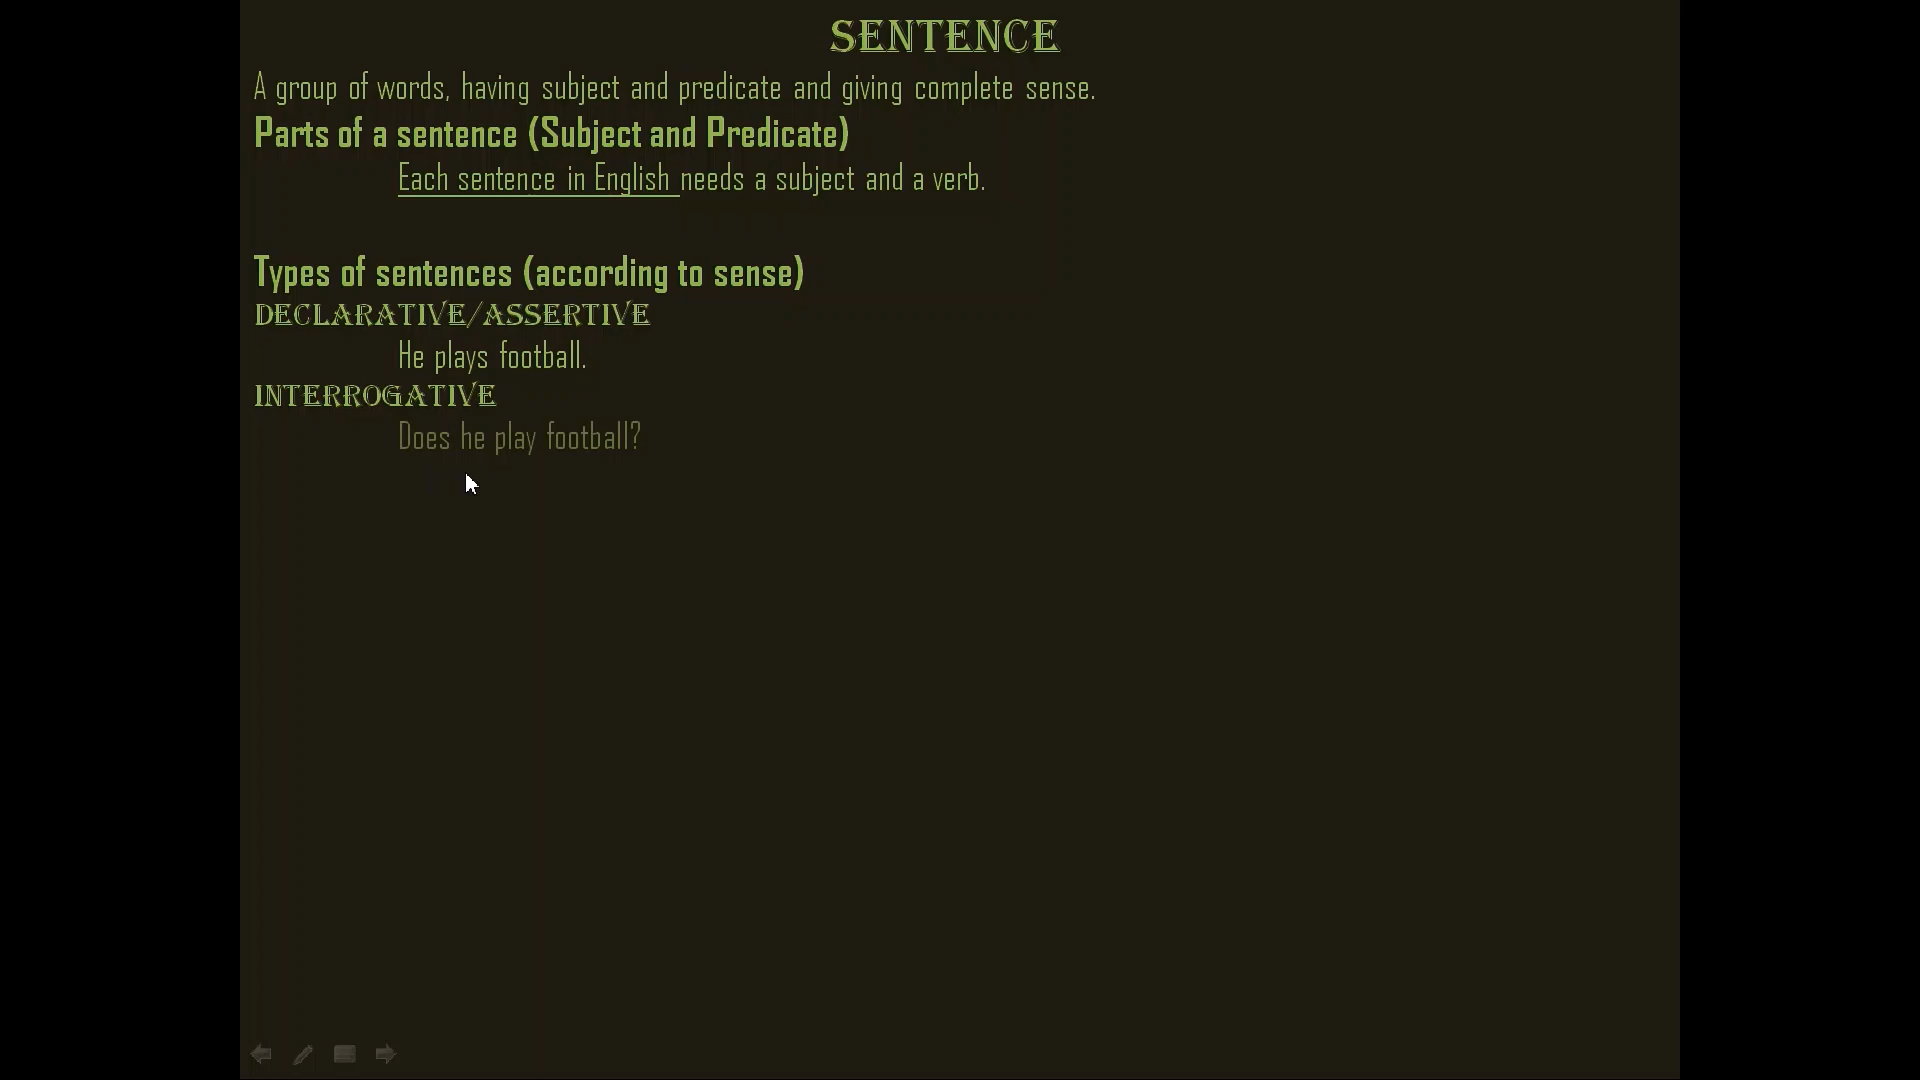 SENTENCE
A group of words, having subject and predicate and giving complete sense.
Parts of a sentence (Subject and Predicate)
Each sentence in English needs a subject and a verb.
Types of sentences (according to sense)
DECLARATIVE/ASSERTIVE
He plays football.
INTERROGATIVE
Does he play football?